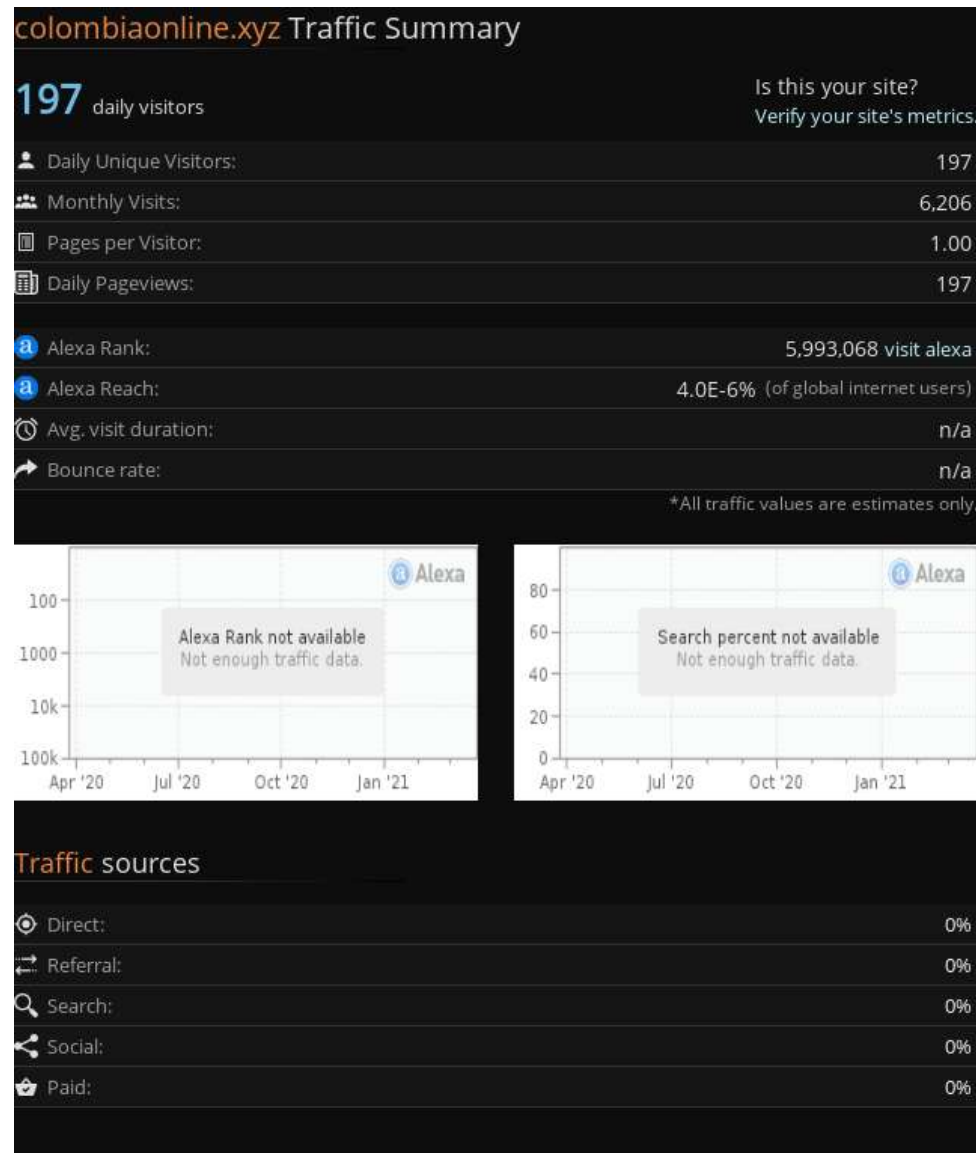 colombiaonline.xyz Traffic Summary
197 daily visitors
Is this your site?
Verify your site's metrics.
Daily Unique Visitors: 197
Monthly Visits: 6,206
Pages per Visitor: 1.00
Daily Pageviews: 197
a Alexa Rank: 5,993,068 visit alexa
a Alexa Reach: 4.0E-6% (of global internet users)
Avg. visit duration: n/a
Bounce rate: n/a
*All traffic values are estimates only.
a Alexa
100
1000
10k
100k
Alexa Rank not available
Not enough traffic data.
Apr '20 Jul '20 Oct '20 Jan '21
a Alexa
80
60
40
20
0
Search percent not available
Not enough traffic data.
Apr '20 Jul '20 Oct '20 Jan '21
Traffic sources
Direct: 0%
Referral: 0%
Search: 0%
Social: 0%
Paid: 0%